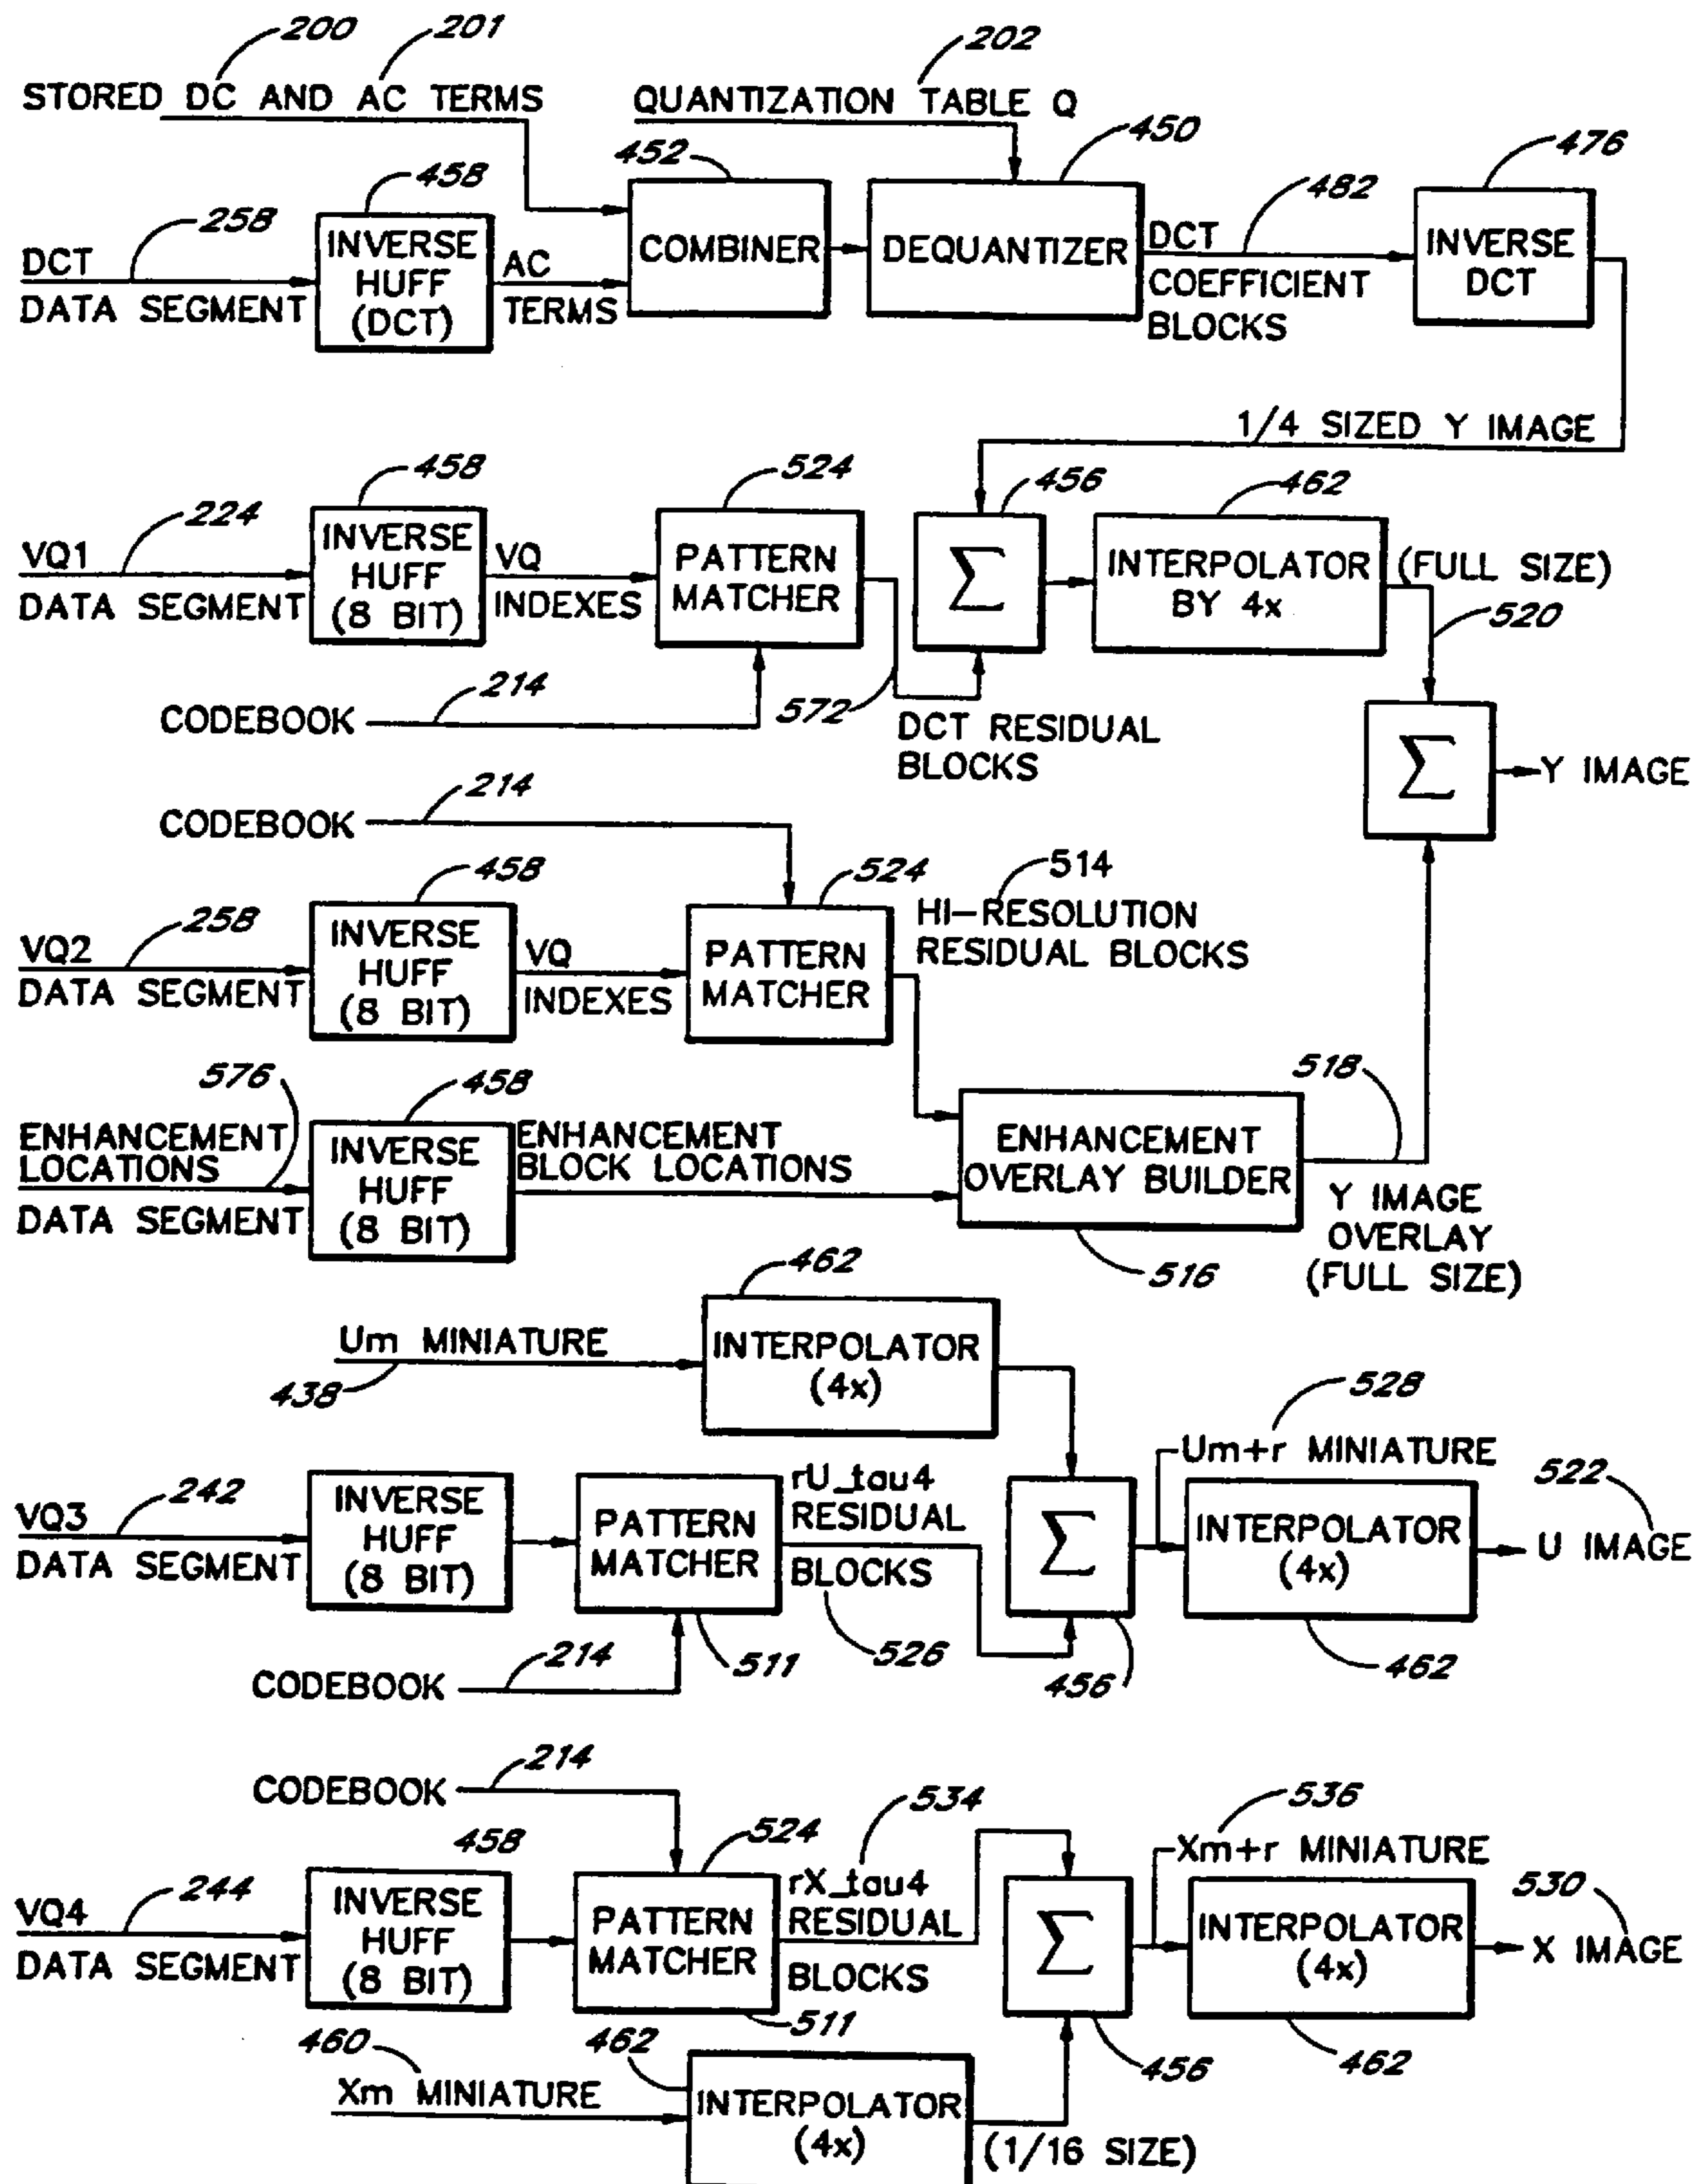 200
201
202
STORED DC AND AC TERMS
QUANTIZATION TABLE Q
450
452
476
458
482
258
DCT
DATA SEGMENT
INVERSE
HUFF
(DCT)
AC
TERMS
COMBINER
DEQUANTIZER
DCT
COEFFICIENT
BLOCKS
INVERSE
DCT
1/4 SIZED Y IMAGE
458
524
456
462
224
VQ1
DATA SEGMENT
INVERSE
HUFF
(8 BIT)
VQ
INDEXES
PATTERN
MATCHER
Σ
INTERPOLATOR
BY 4x
(FULL SIZE)
520
214
CODEBOOK
572
DCT RESIDUAL
BLOCKS
Σ
Y IMAGE
214
CODEBOOK
458
524
514
HI-RESOLUTION
RESIDUAL BLOCKS
258
VQ2
DATA SEGMENT
INVERSE
HUFF
(8 BIT)
VQ
INDEXES
PATTERN
MATCHER
576
458
518
ENHANCEMENT
LOCATIONS
DATA SEGMENT
INVERSE
HUFF
(8 BIT)
ENHANCEMENT
BLOCK LOCATIONS
ENHANCEMENT
OVERLAY BUILDER
Y IMAGE
OVERLAY
(FULL SIZE)
516
462
Um MINIATURE
438
INTERPOLATOR
(4x)
528
Um+r MINIATURE
522
242
VQ3
DATA SEGMENT
INVERSE
HUFF
(8 BIT)
PATTERN
MATCHER
rU_tau4
RESIDUAL
BLOCKS
Σ
INTERPOLATOR
(4x)
U IMAGE
214
CODEBOOK
511
526
456
462
214
CODEBOOK
534
536
458
524
Xm+r MINIATURE
530
244
VQ4
DATA SEGMENT
INVERSE
HUFF
(8 BIT)
PATTERN
MATCHER
rX_tau4
RESIDUAL
BLOCKS
Σ
INTERPOLATOR
(4x)
X IMAGE
511
460
462
456
462
Xm MINIATURE
INTERPOLATOR
(4x)
(1/16 SIZE)